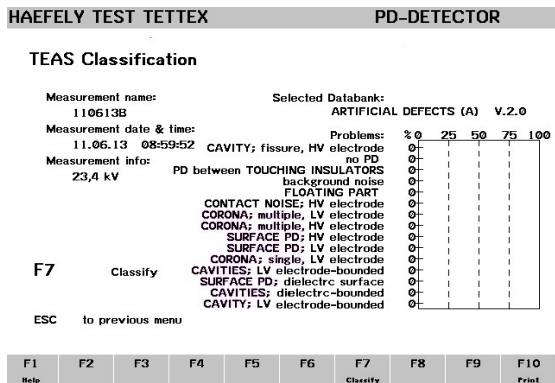 HAEFELY TEST TETTEX PD-DETECTOR
TEAS Classification
Measurement name:
110613B
Measurement date & time:
11.06.13 08:59:52
Measurement info:
23,4 kV
Selected Databank:
ARTIFICIAL DEFECTS (A) V.2.0
Problems: % 0 25 50 75 100
CAVITY; fissure, HV electrode 0
no PD 0
PD between TOUCHING INSULATORS 0
background noise 0
FLOATING PART 0
CONTACT NOISE; HV electrode 0
CORONA; multiple, LV electrode 0
CORONA; multiple, HV electrode 0
SURFACE PD; HV electrode 0
SURFACE PD; LV electrode 0
CORONA; single, LV electrode 0
CAVITIES; LV electrode-bounded 0
SURFACE PD; dielectrc surface 0
CAVITIES; dielectrc-bounded 0
CAVITY; LV electrode-bounded 0
F7 Classify
ESC to previous menu
F1 F2 F3 F4 F5 F6 F7 F8 F9 F10
Help Classify Print